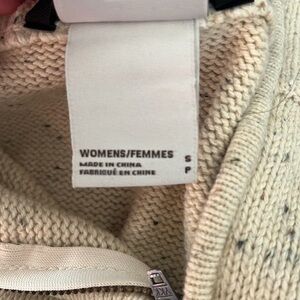 WOMENS/FEMMES S
MADE IN CHINA P
FABRIQUÉ EN CHINE